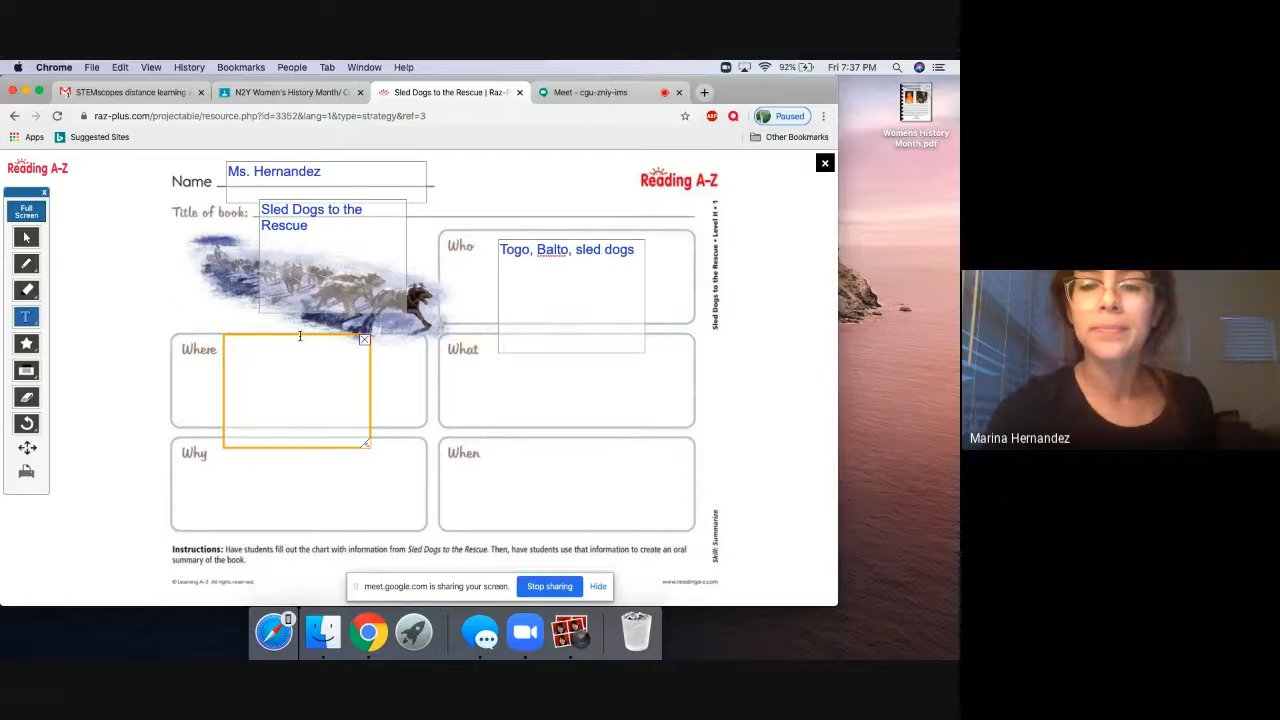 Chrome File Edit View History Bookmarks People Tab Window Help
92% Fri 7:37 PM
STEMscopes distance learning
N2Y Women's History Month/ O
Sled Dogs to the Rescue | Raz-P
Meet - cgu-zniy-ims
raz-plus.com/projectable/resource.php?id=3352&lang=1&type=strategy&ref=3
ABP
Paused
Apps
Suggested Sites
Other Bookmarks
Womens History
Month.pdf
Reading A-Z
X
Full
Screen
T
Name
Ms. Hernandez
Reading A-Z
Title of book:
Sled Dogs to the
Rescue
Who
Togo, Balto, sled dogs
Where
What
Why
When
Sled Dogs to the Rescue • Level H • 1
Skill: Summarize
Instructions: Have students fill out the chart with information from Sled Dogs to the Rescue. Then, have students use that information to create an oral
summary of the book.
© Learning A–Z All rights reserved.
www.readinga-z.com
meet.google.com is sharing your screen.
Stop sharing
Hide
Marina Hernandez